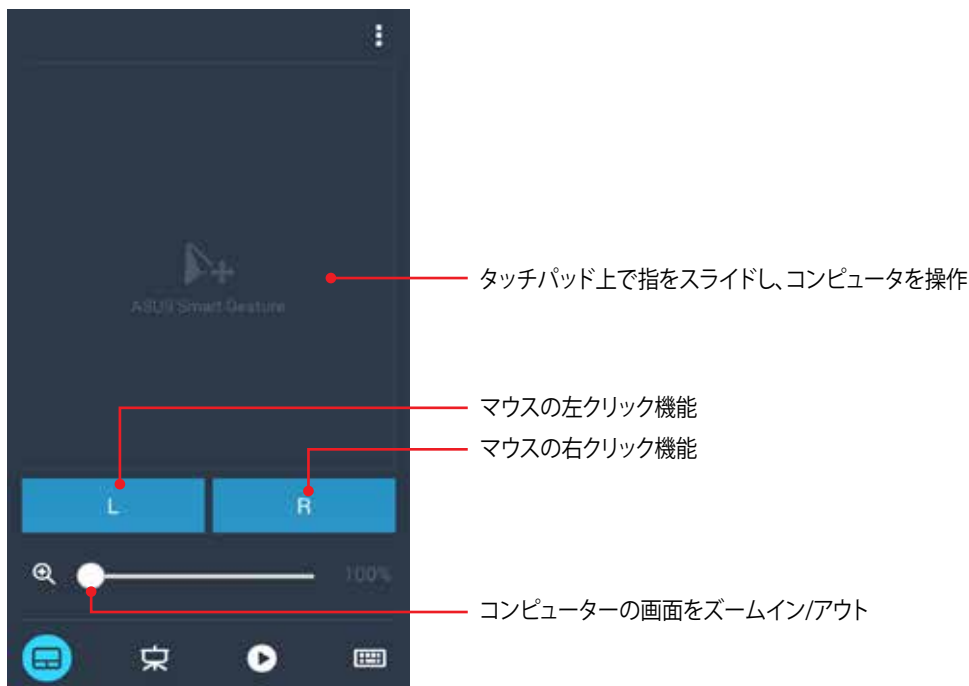 ASUS Smart Gesture
タッチパッド上で指をスライドし、コンピュータを操作
マウスの左クリック機能
マウスの右クリック機能
L
R
100%
コンピューターの画面をズームイン/アウト